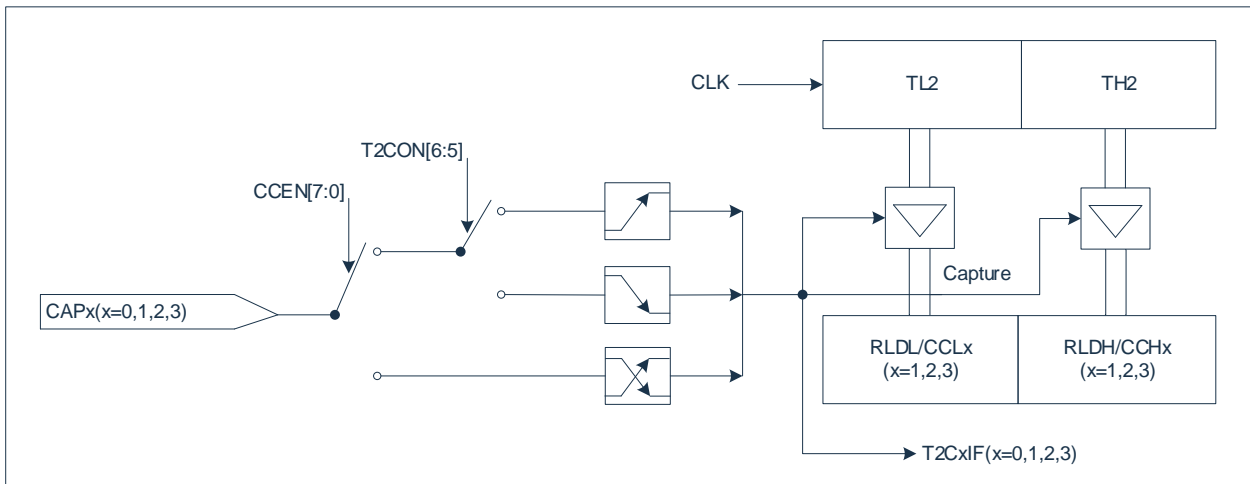 CLK
TL2
TH2
T2CON[6:5]
CCEN[7:0]
Capture
CAPx(x=0,1,2,3)
RLDL/CCLx
(x=1,2,3)
RLDH/CCHx
(x=1,2,3)
T2CxIF(x=0,1,2,3)